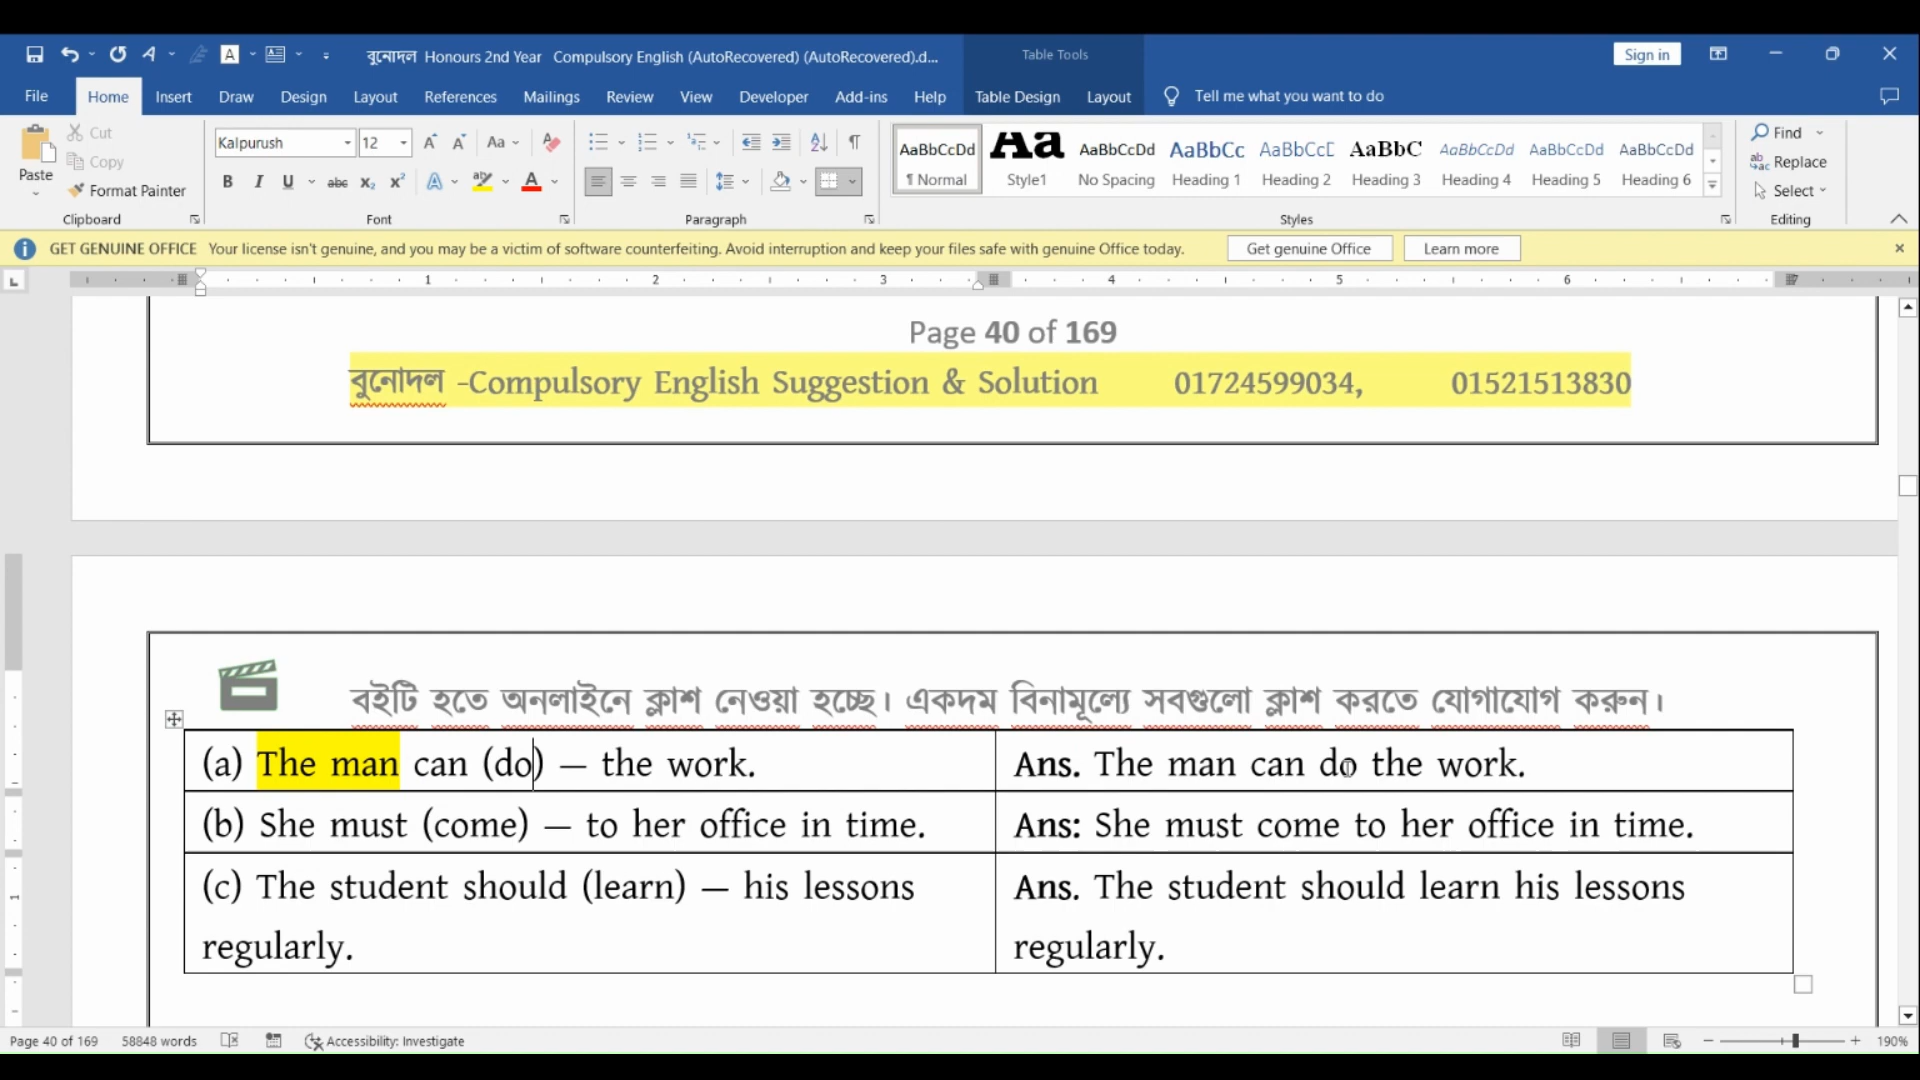 বুনোদল Honours 2nd Year Compulsory English (AutoRecovered) (AutoRecovered).d...
Table Tools
Sign in
File Home Insert Draw Design Layout References Mailings Review View Developer Add-ins Help Table Design Layout Tell me what you want to do
Paste
Cut
Copy
Format Painter
Clipboard
Kalpurush 12
Font
Paragraph
AaBbCcDd AaBbCcDd AaBbCc AaBbCcD AaBbC AaBbCcDd AaBbCcDd AaBbCcDd
¶ Normal Style1 No Spacing Heading 1 Heading 2 Heading 3 Heading 4 Heading 5 Heading 6
Styles
Find
Replace
Select
Editing
GET GENUINE OFFICE Your license isn't genuine, and you may be a victim of software counterfeiting. Avoid interruption and keep your files safe with genuine Office today. Get genuine Office Learn more
1 2 3 4 5 6
Page 40 of 169
বুনোদল -Compulsory English Suggestion & Solution 01724599034, 01521513830
বইটি হতে অনলাইনে ক্লাশ নেওয়া হচ্ছে। একদম বিনামূল্যে সবগুলো ক্লাশ করতে যোগাযোগ করুন।
(a) The man can (do) — the work. Ans. The man can do the work.
(b) She must (come) — to her office in time. Ans: She must come to her office in time.
(c) The student should (learn) — his lessons
regularly.
Ans. The student should learn his lessons
regularly.
Page 40 of 169 58848 words Accessibility: Investigate 190%